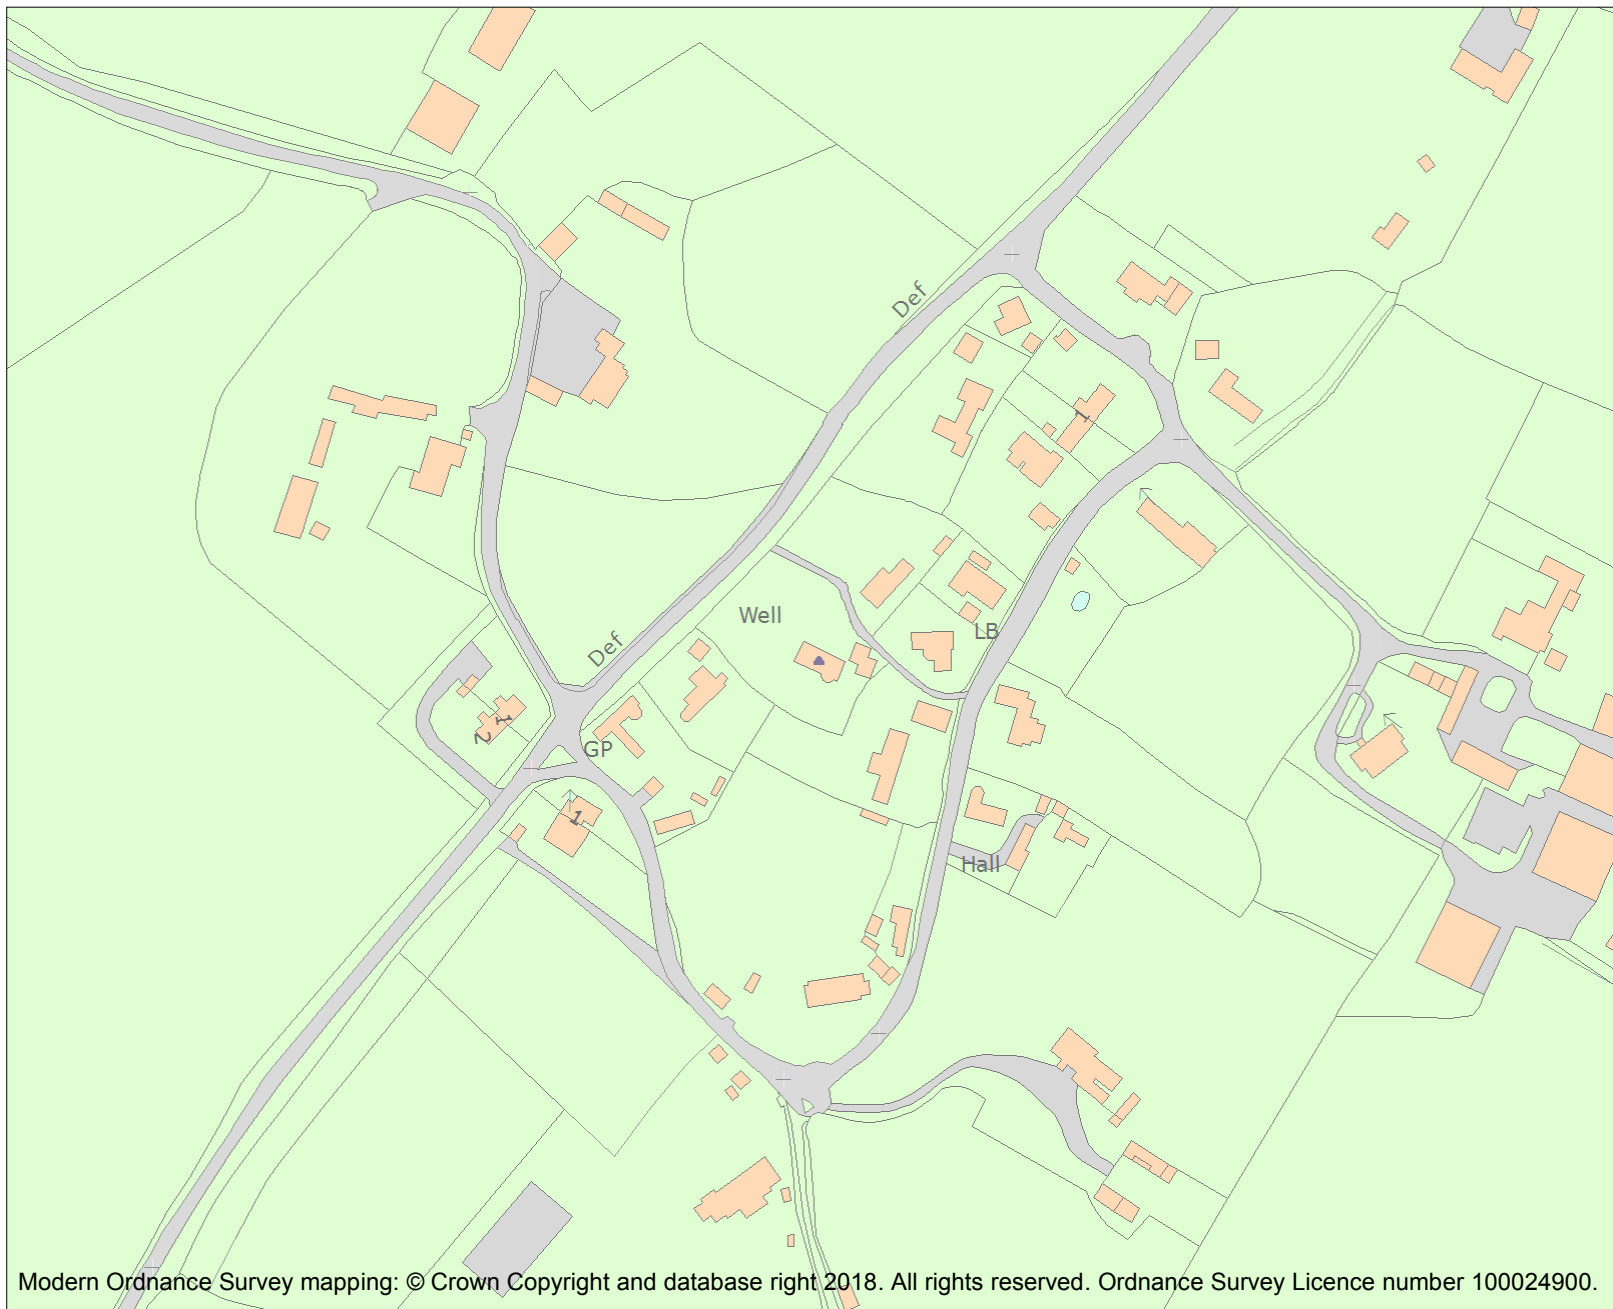 Def
1
Well
LB
Def
1
2
GP
1
Hall
Modern Ordnance Survey mapping: © Crown Copyright and database right 2018. All rights reserved. Ordnance Survey Licence number 100024900.